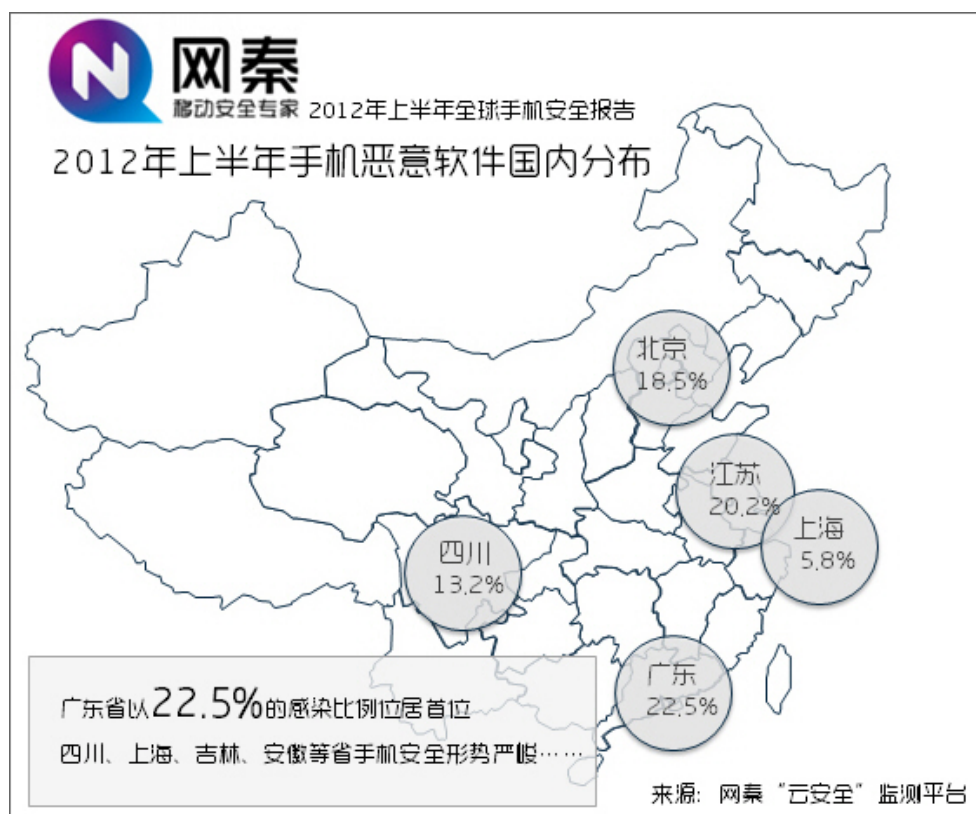 网秦
移动安全专家
2012年上半年全球手机安全报告
2012年上半年手机恶意软件国内分布
北京
18.5%
江苏
20.2%
上海
5.8%
四川
13.2%
广东
22.5%
广东省以22.5%的感染比例位居首位
四川、上海、吉林、安徽等省手机安全形势严峻……
来源：网秦“云安全”监测平台